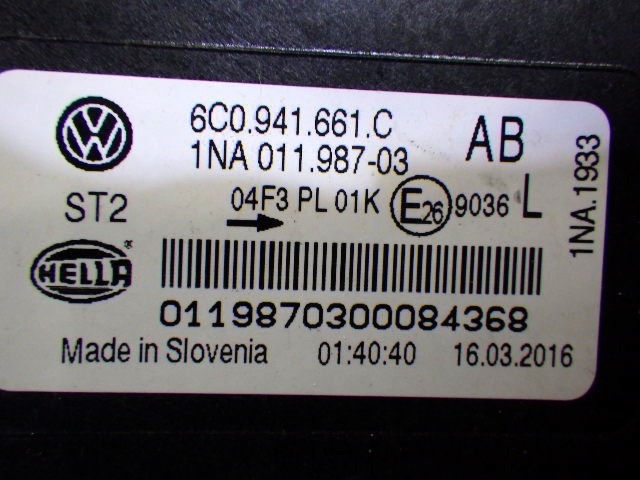 VW
6C0.941.661.C
AB
1NA 011.987-03
ST2
04F3 PL 01K E26 9036 L
1NA.1933
HELLA®
0119870300084368
Made in Slovenia 01:40:40 16.03.2016